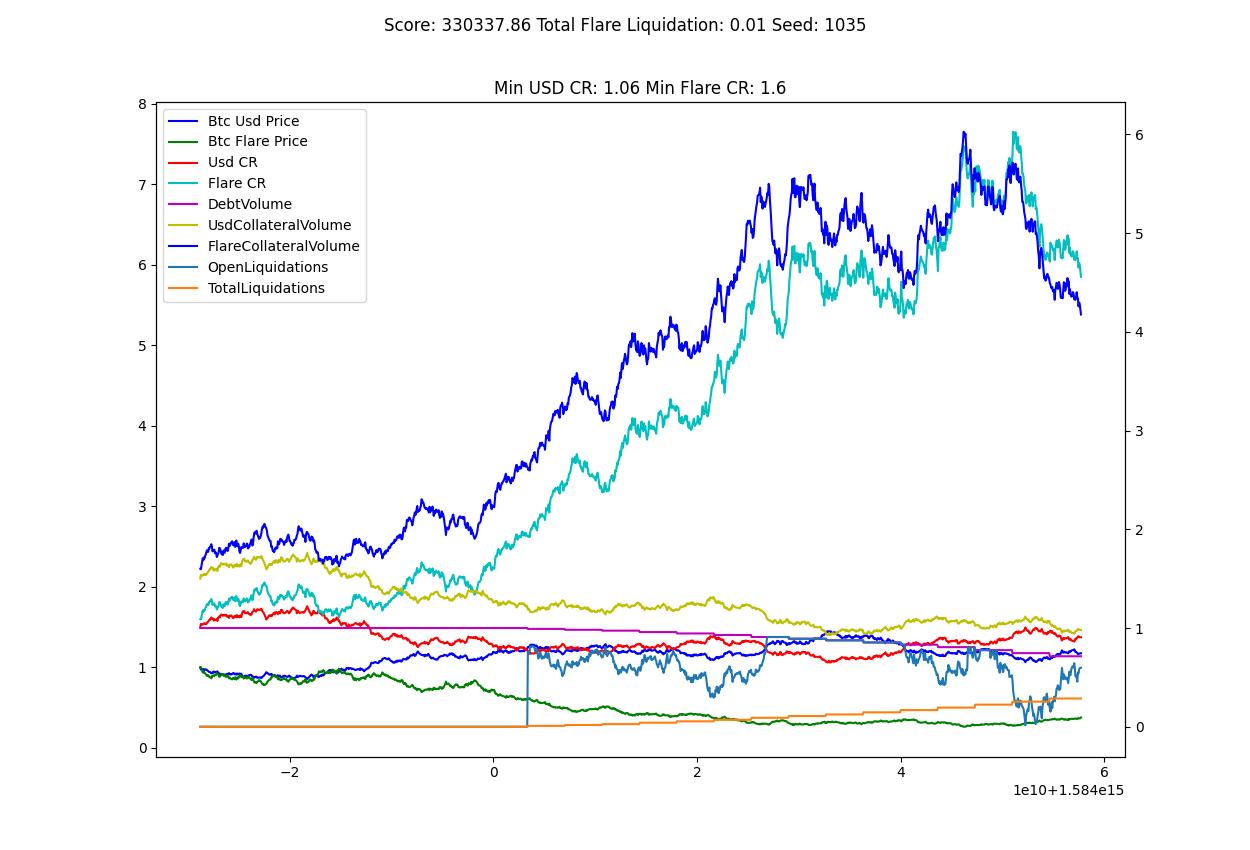 Score: 330337.86 Total Flare Liquidation: 0.01 Seed: 1035
Min USD CR: 1.06 Min Flare CR: 1.6
Btc Usd Price
Btc Flare Price
Usd CR
Flare CR
DebtVolume
UsdCollateralVolume
FlareCollateralVolume
OpenLiquidations
TotalLiquidations
8
7
6
5
4
3
2
1
0
6
5
4
3
2
1
0
−2
0
2
4
6
1e10+1.584e15